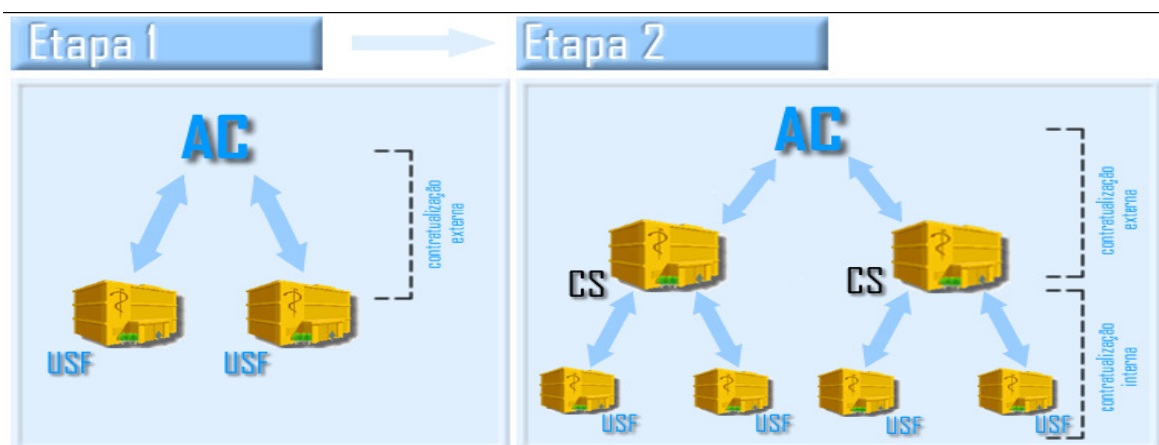 Etapa 1
Etapa 2
AC
contratualização
externa
USF
USF
AC
contratualização
externa
CS
CS
contratualização
interna
USF
USF
USF
USF